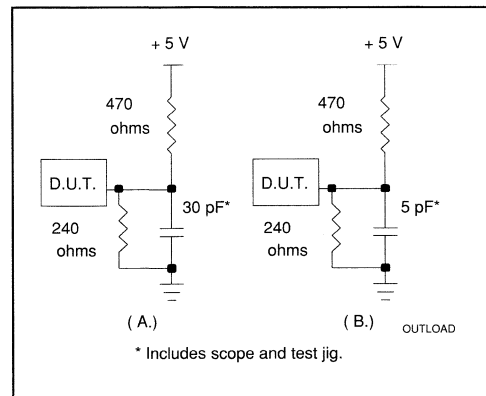 + 5 V
470
ohms
D.U.T.
30 pF*
240
ohms
( A.)
+ 5 V
470
ohms
D.U.T.
5 pF*
240
ohms
( B.)
OUTLOAD
* Includes scope and test jig.